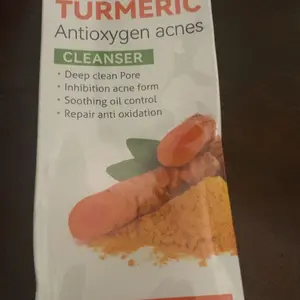 TURMERIC
Antioxygen acnes
CLEANSER
• Deep clean Pore
• Inhibition acne form
• Soothing oil control
• Repair anti oxidation